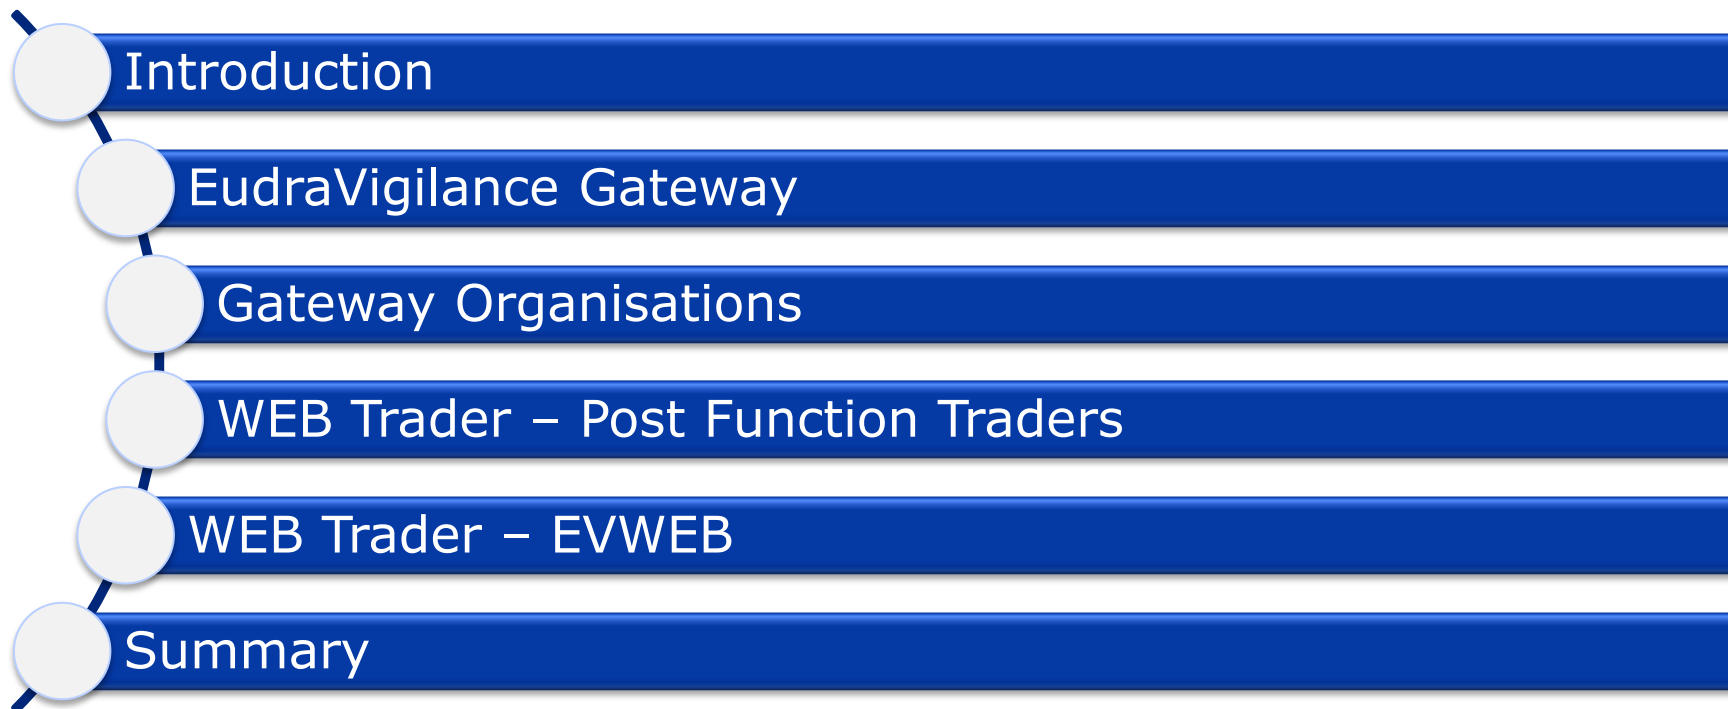 Introduction
EudraVigilance Gateway
Gateway Organisations
WEB Trader – Post Function Traders
WEB Trader – EVWEB
Summary